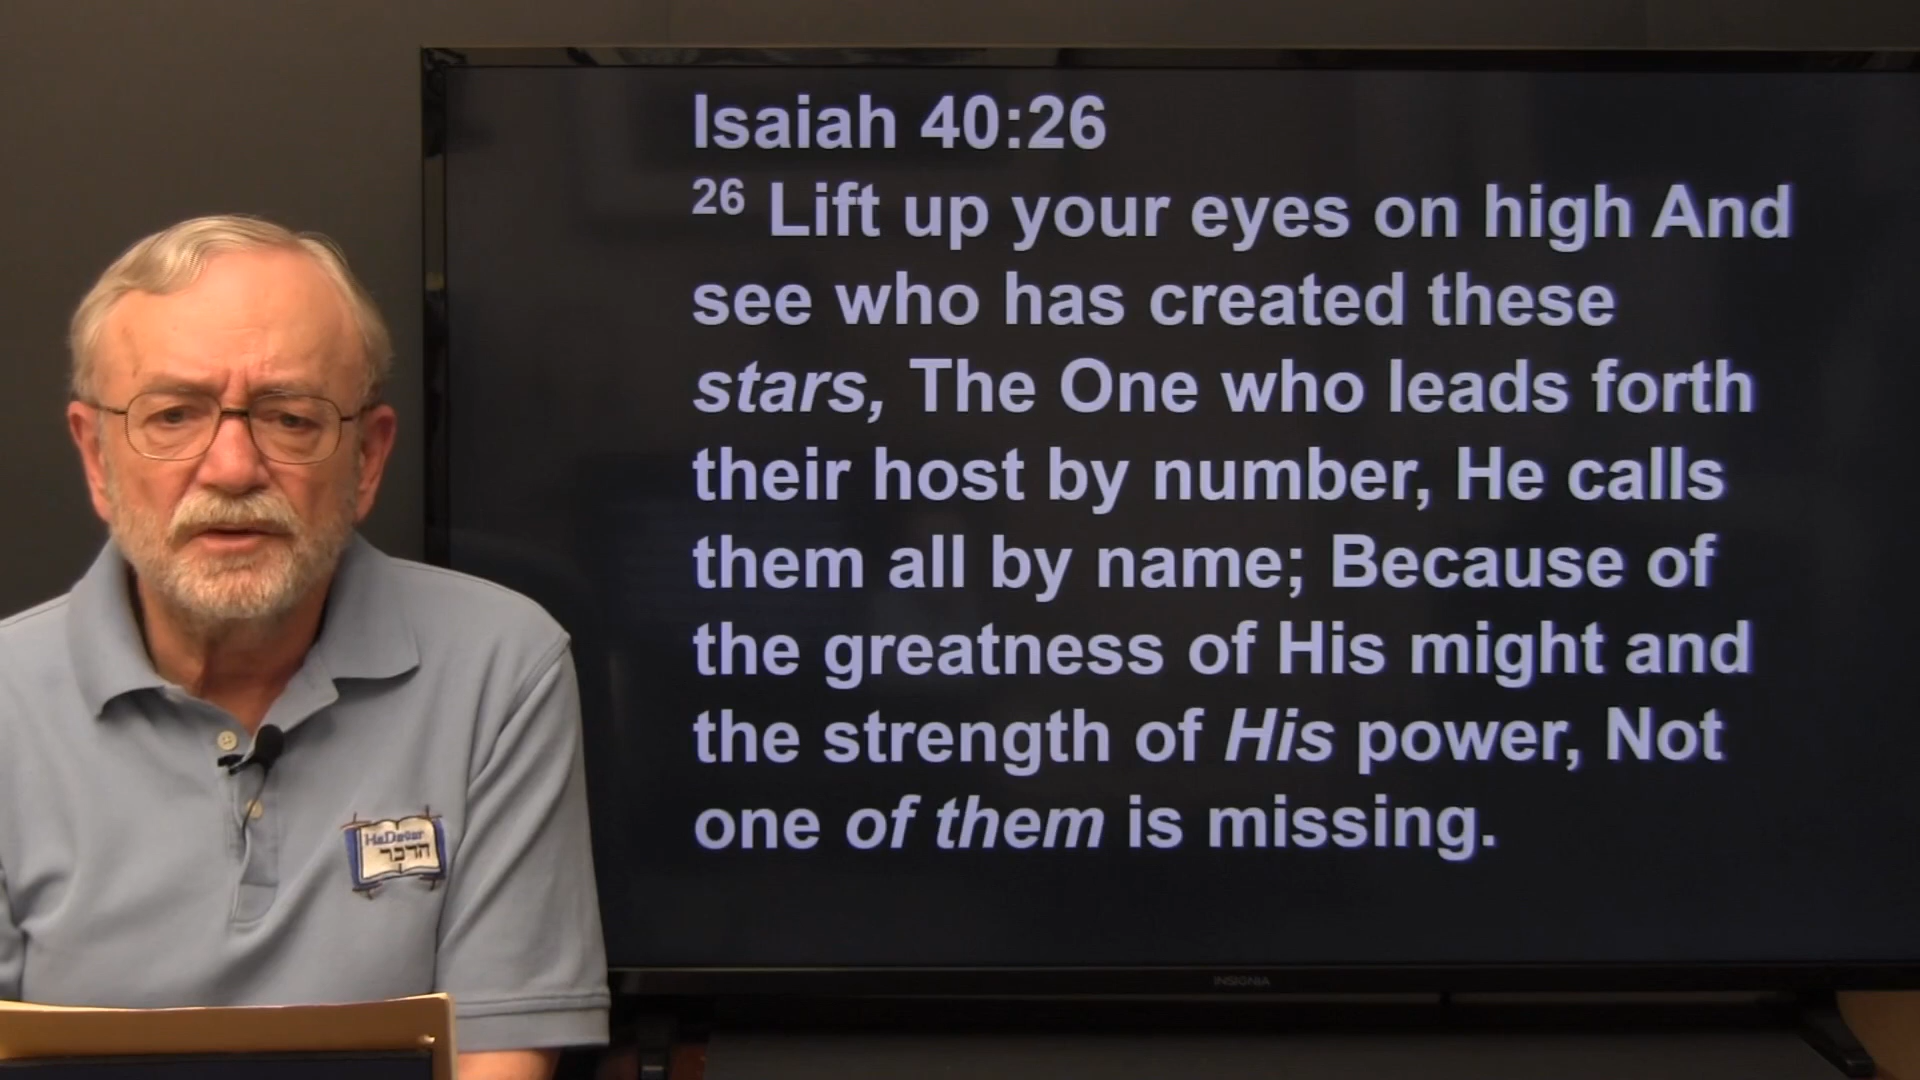 Isaiah 40:26
26 Lift up your eyes on high And
see who has created these
stars, The One who leads forth
their host by number, He calls
them all by name; Because of
the greatness of His might and
the strength of His power, Not
one of them is missing.
HaDavar
הדבר
INSIGNIA